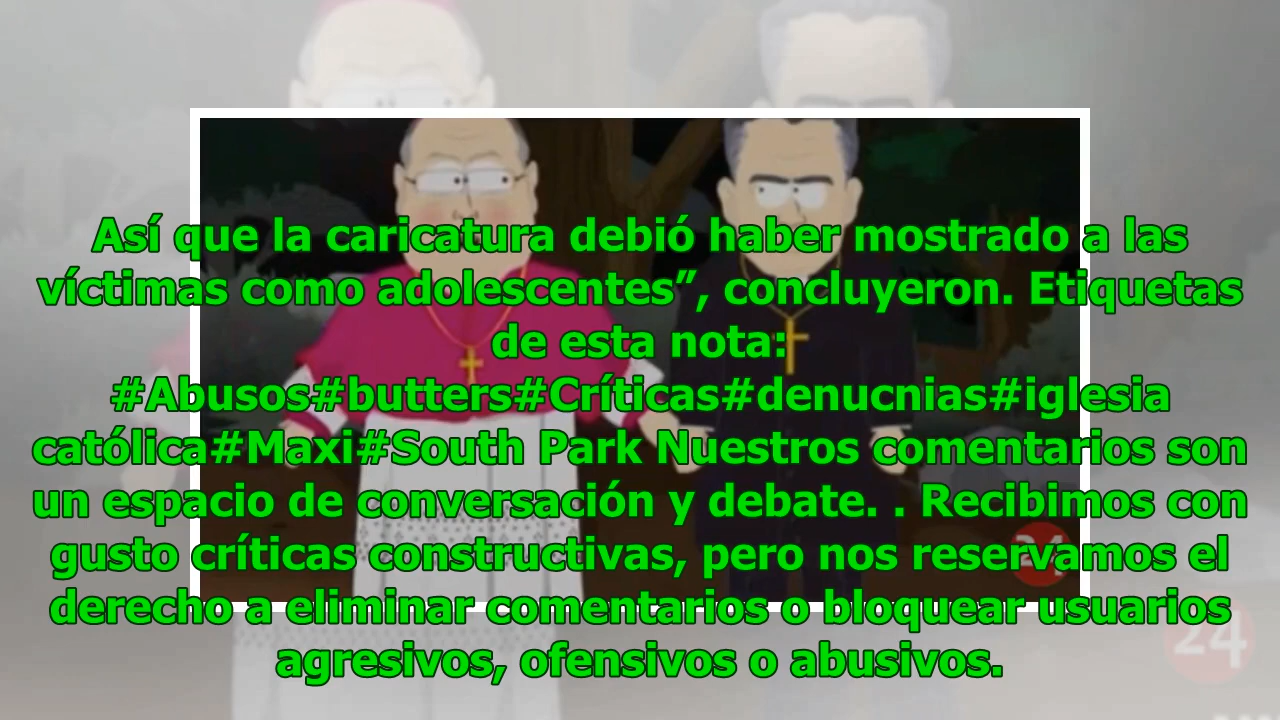 Así que la caricatura debió haber mostrado a las
víctimas como adolescentes”, concluyeron. Etiquetas
de esta nota:
#Abusos#butters#Críticas#denucnias#iglesia
católica#Maxi#South Park Nuestros comentarios son
un espacio de conversación y debate. . Recibimos con
gusto críticas constructivas, pero nos reservamos el
derecho a eliminar comentarios o bloquear usuarios
agresivos, ofensivos o abusivos.
24
24